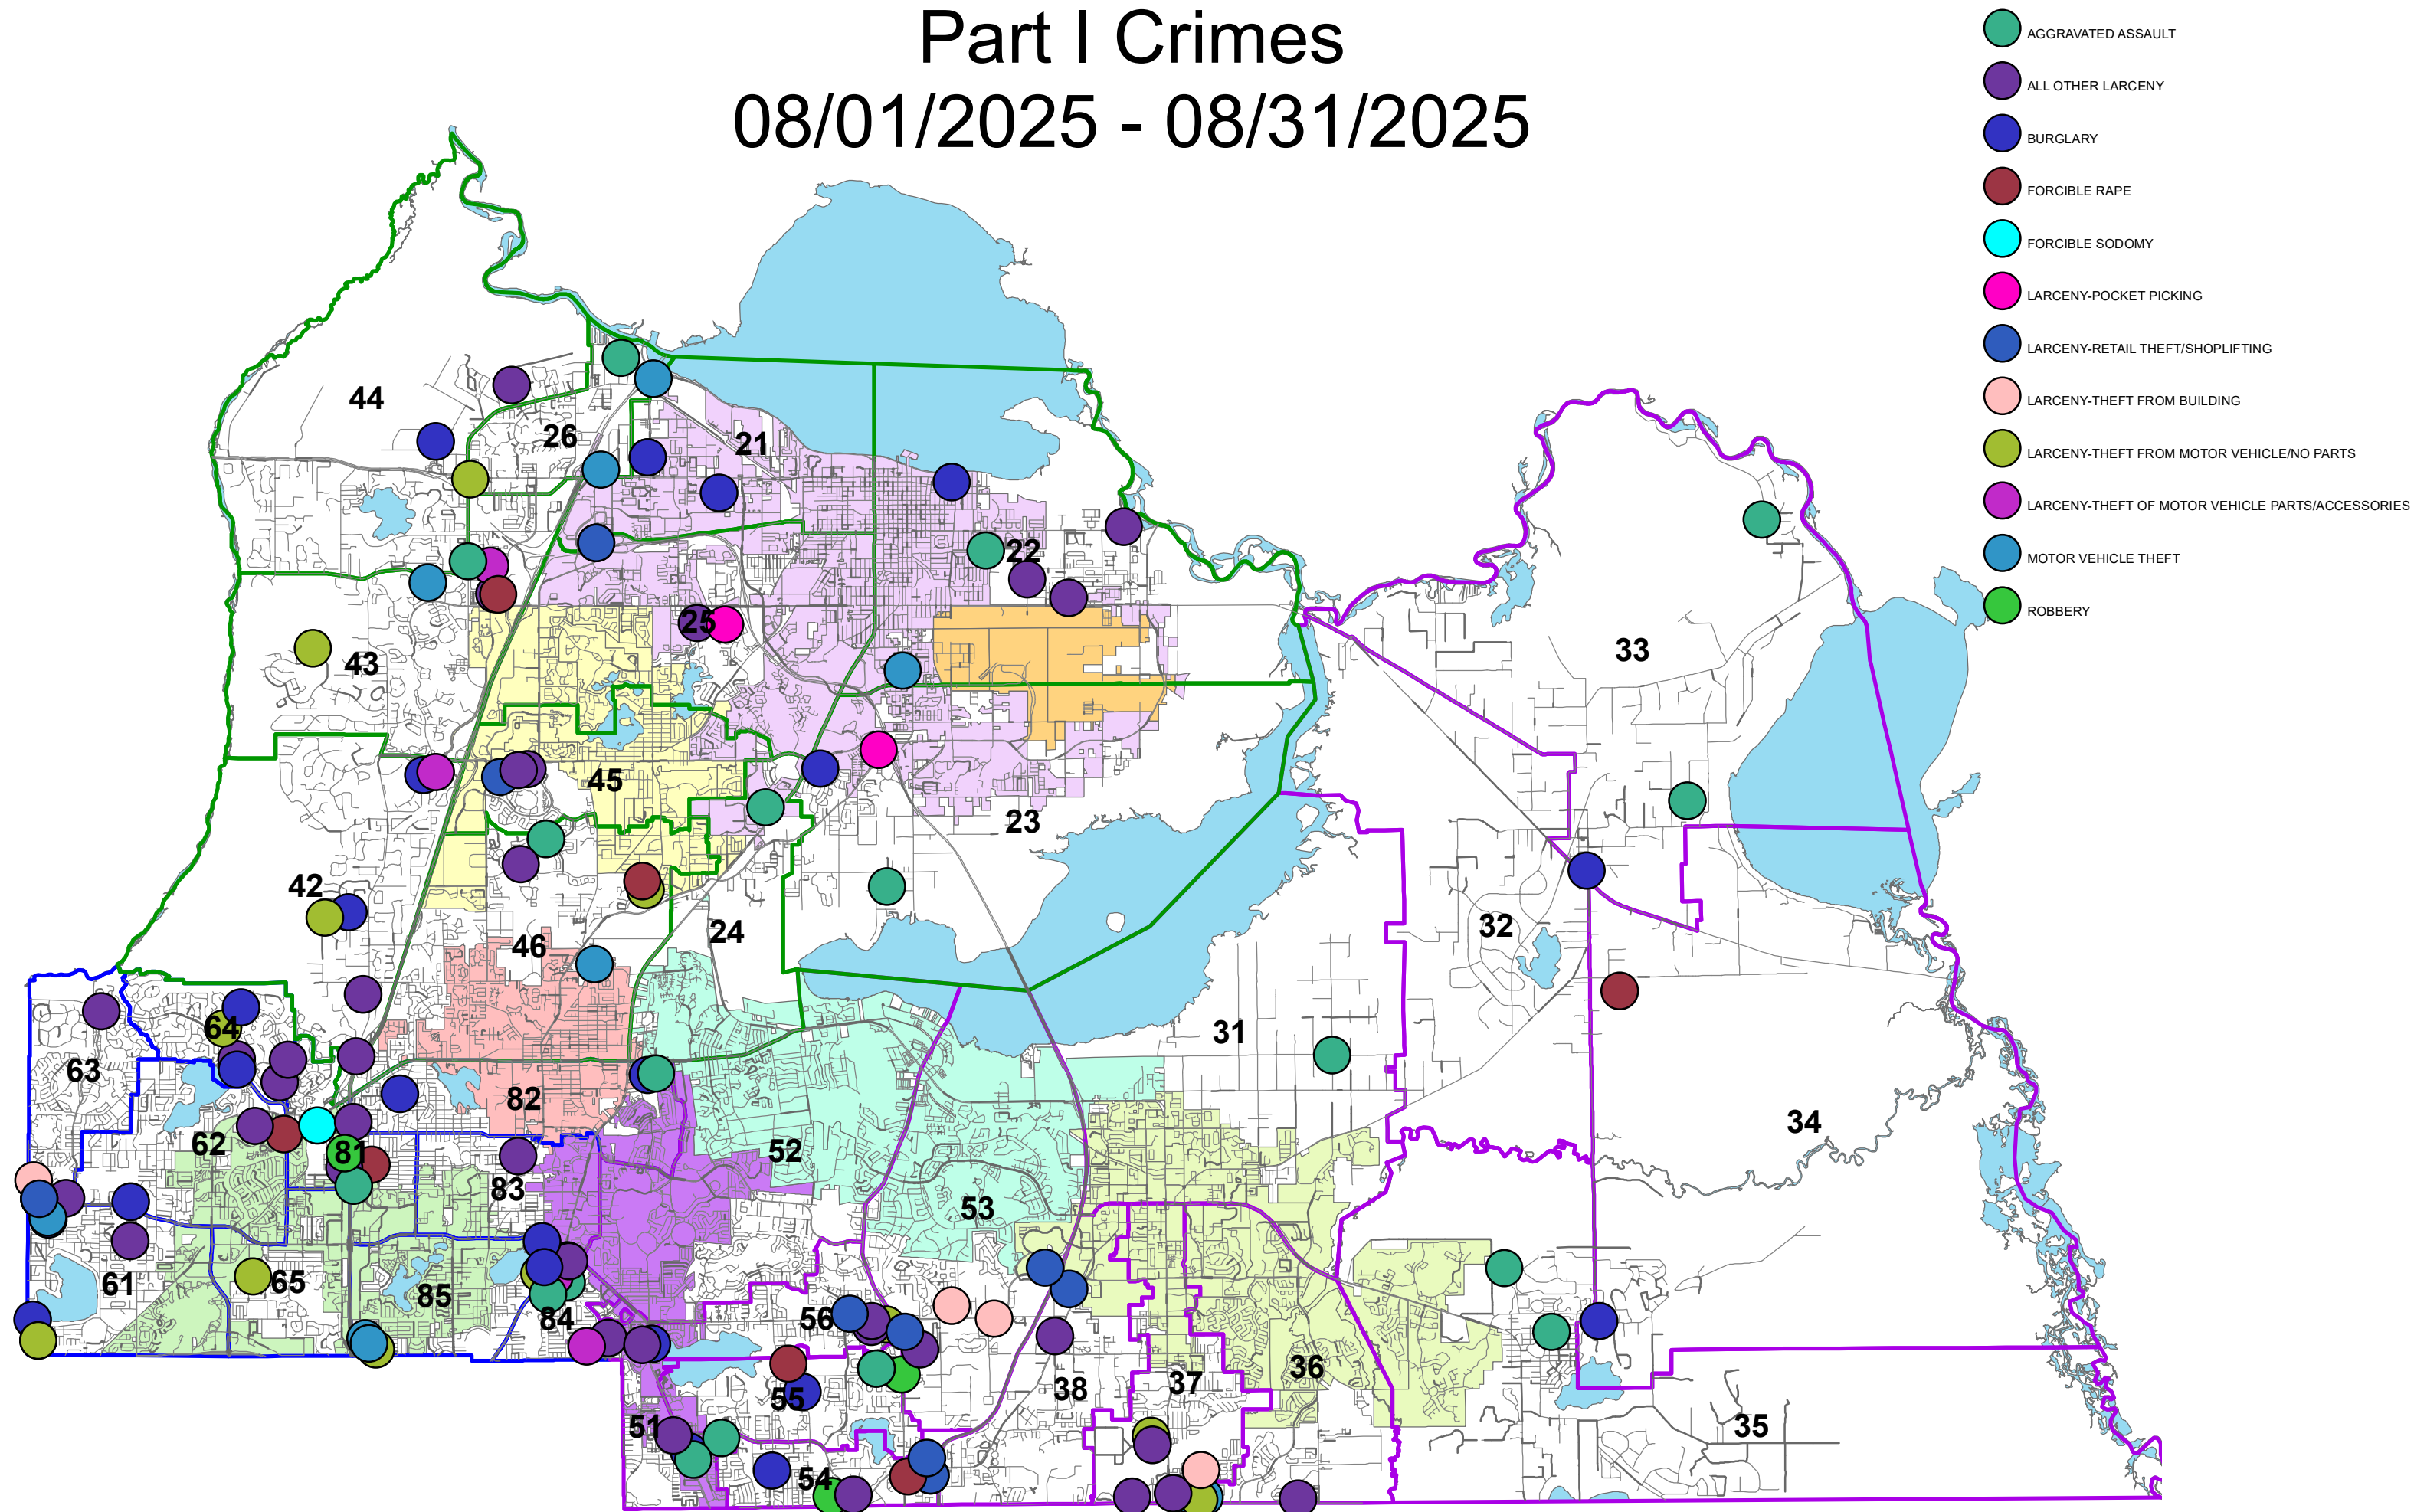 Part I Crimes
08/01/2025 - 08/31/2025
AGGRAVATED ASSAULT
ALL OTHER LARCENY
BURGLARY
FORCIBLE RAPE
FORCIBLE SODOMY
LARCENY-POCKET PICKING
LARCENY-RETAIL THEFT/SHOPLIFTING
LARCENY-THEFT FROM BUILDING
LARCENY-THEFT FROM MOTOR VEHICLE/NO PARTS
LARCENY-THEFT OF MOTOR VEHICLE PARTS/ACCESSORIES
MOTOR VEHICLE THEFT
ROBBERY
44
26
21
22
25
43
33
45
23
42
32
46
24
64
31
63
82
34
62
81
52
83
53
61
65
85
84
56
36
37
38
55
51
35
54